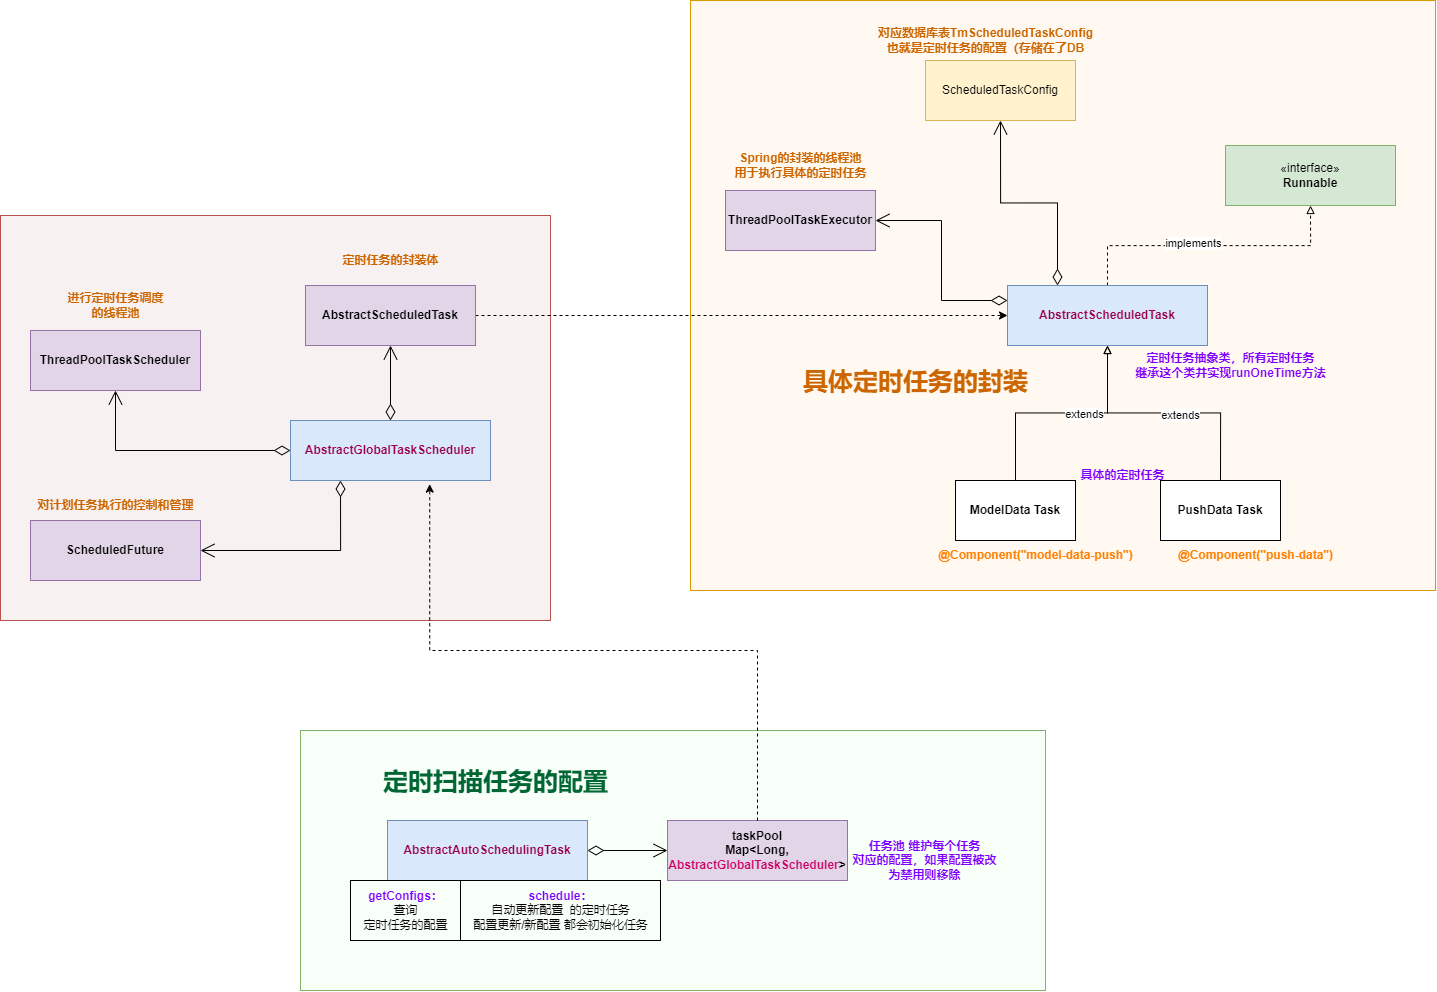 对应数据库表TmScheduledTaskConfig
也就是定时任务的配置（存储在了DB
ScheduledTaskConfig
Spring的封装的线程池
用于执行具体的定时任务
ThreadPoolTaskExecutor
«interface»
Runnable
implements
AbstractScheduledTask
定时任务抽象类，所有定时任务
继承这个类并实现runOneTime方法
具体定时任务的封装
extends
extends
具体的定时任务
ModelData Task
PushData Task
@Component("model-data-push")
@Component("push-data")
定时任务的封装体
AbstractScheduledTask
进行定时任务调度
的线程池
ThreadPoolTaskScheduler
AbstractGlobalTaskScheduler
对计划任务执行的控制和管理
ScheduledFuture
定时扫描任务的配置
AbstractAutoSchedulingTask
taskPool
Map<Long,
AbstractGlobalTaskScheduler>
任务池 维护每个任务
对应的配置，如果配置被改
为禁用则移除
getConfigs：
查询
定时任务的配置
schedule：
自动更新配置 的定时任务
配置更新/新配置 都会初始化任务